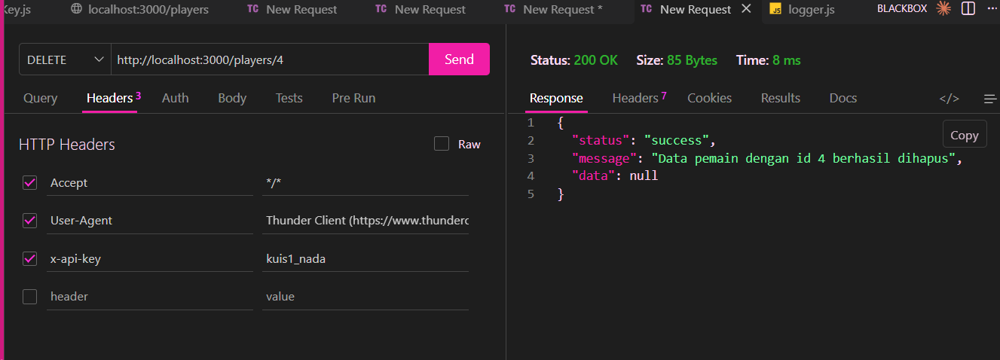 Key.js localhost:3000/players TC New Request TC New Request TC New Request * TC New Request JS logger.js BLACKBOX
DELETE http://localhost:3000/players/4 Send
Status: 200 OK Size: 85 Bytes Time: 8 ms
Query Headers 3 Auth Body Tests Pre Run
Response Headers 7 Cookies Results Docs </>
HTTP Headers Raw
Accept */*
User-Agent Thunder Client (https://www.thunderc
x-api-key kuis1_nada
header value
1 {
2 "status": "success",
3 "message": "Data pemain dengan id 4 berhasil dihapus",
4 "data": null
5 }
Copy